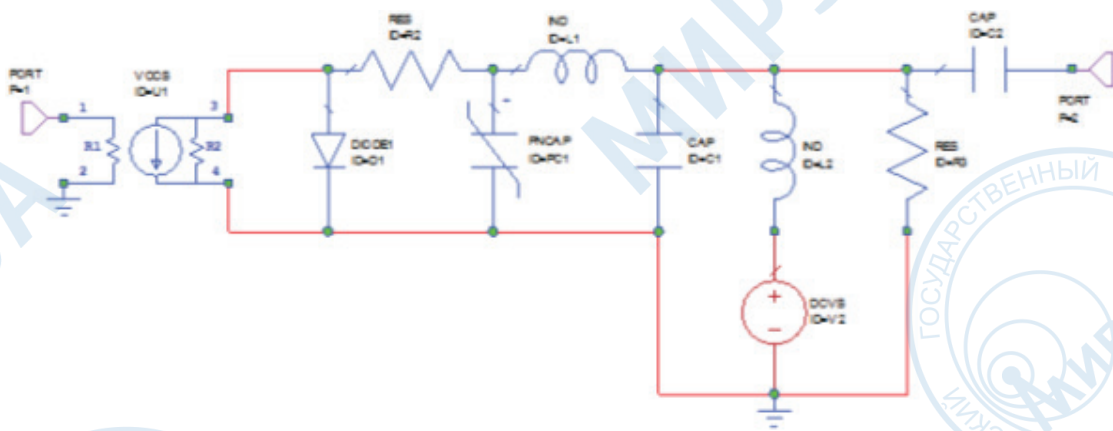 PORT
P=1
1
2
R1
VCCS
ID=U1
3
R2
4
DIODE1
ID=D1
RES
ID=R2
PNCAP
ID=PC1
IND
ID=L1
CAP
ID=C1
IND
ID=L2
DCVS
ID=V2
RES
ID=R3
CAP
ID=C2
PORT
P=2
МИР
ГОСУДАРСТВЕННЫЙ
МИР